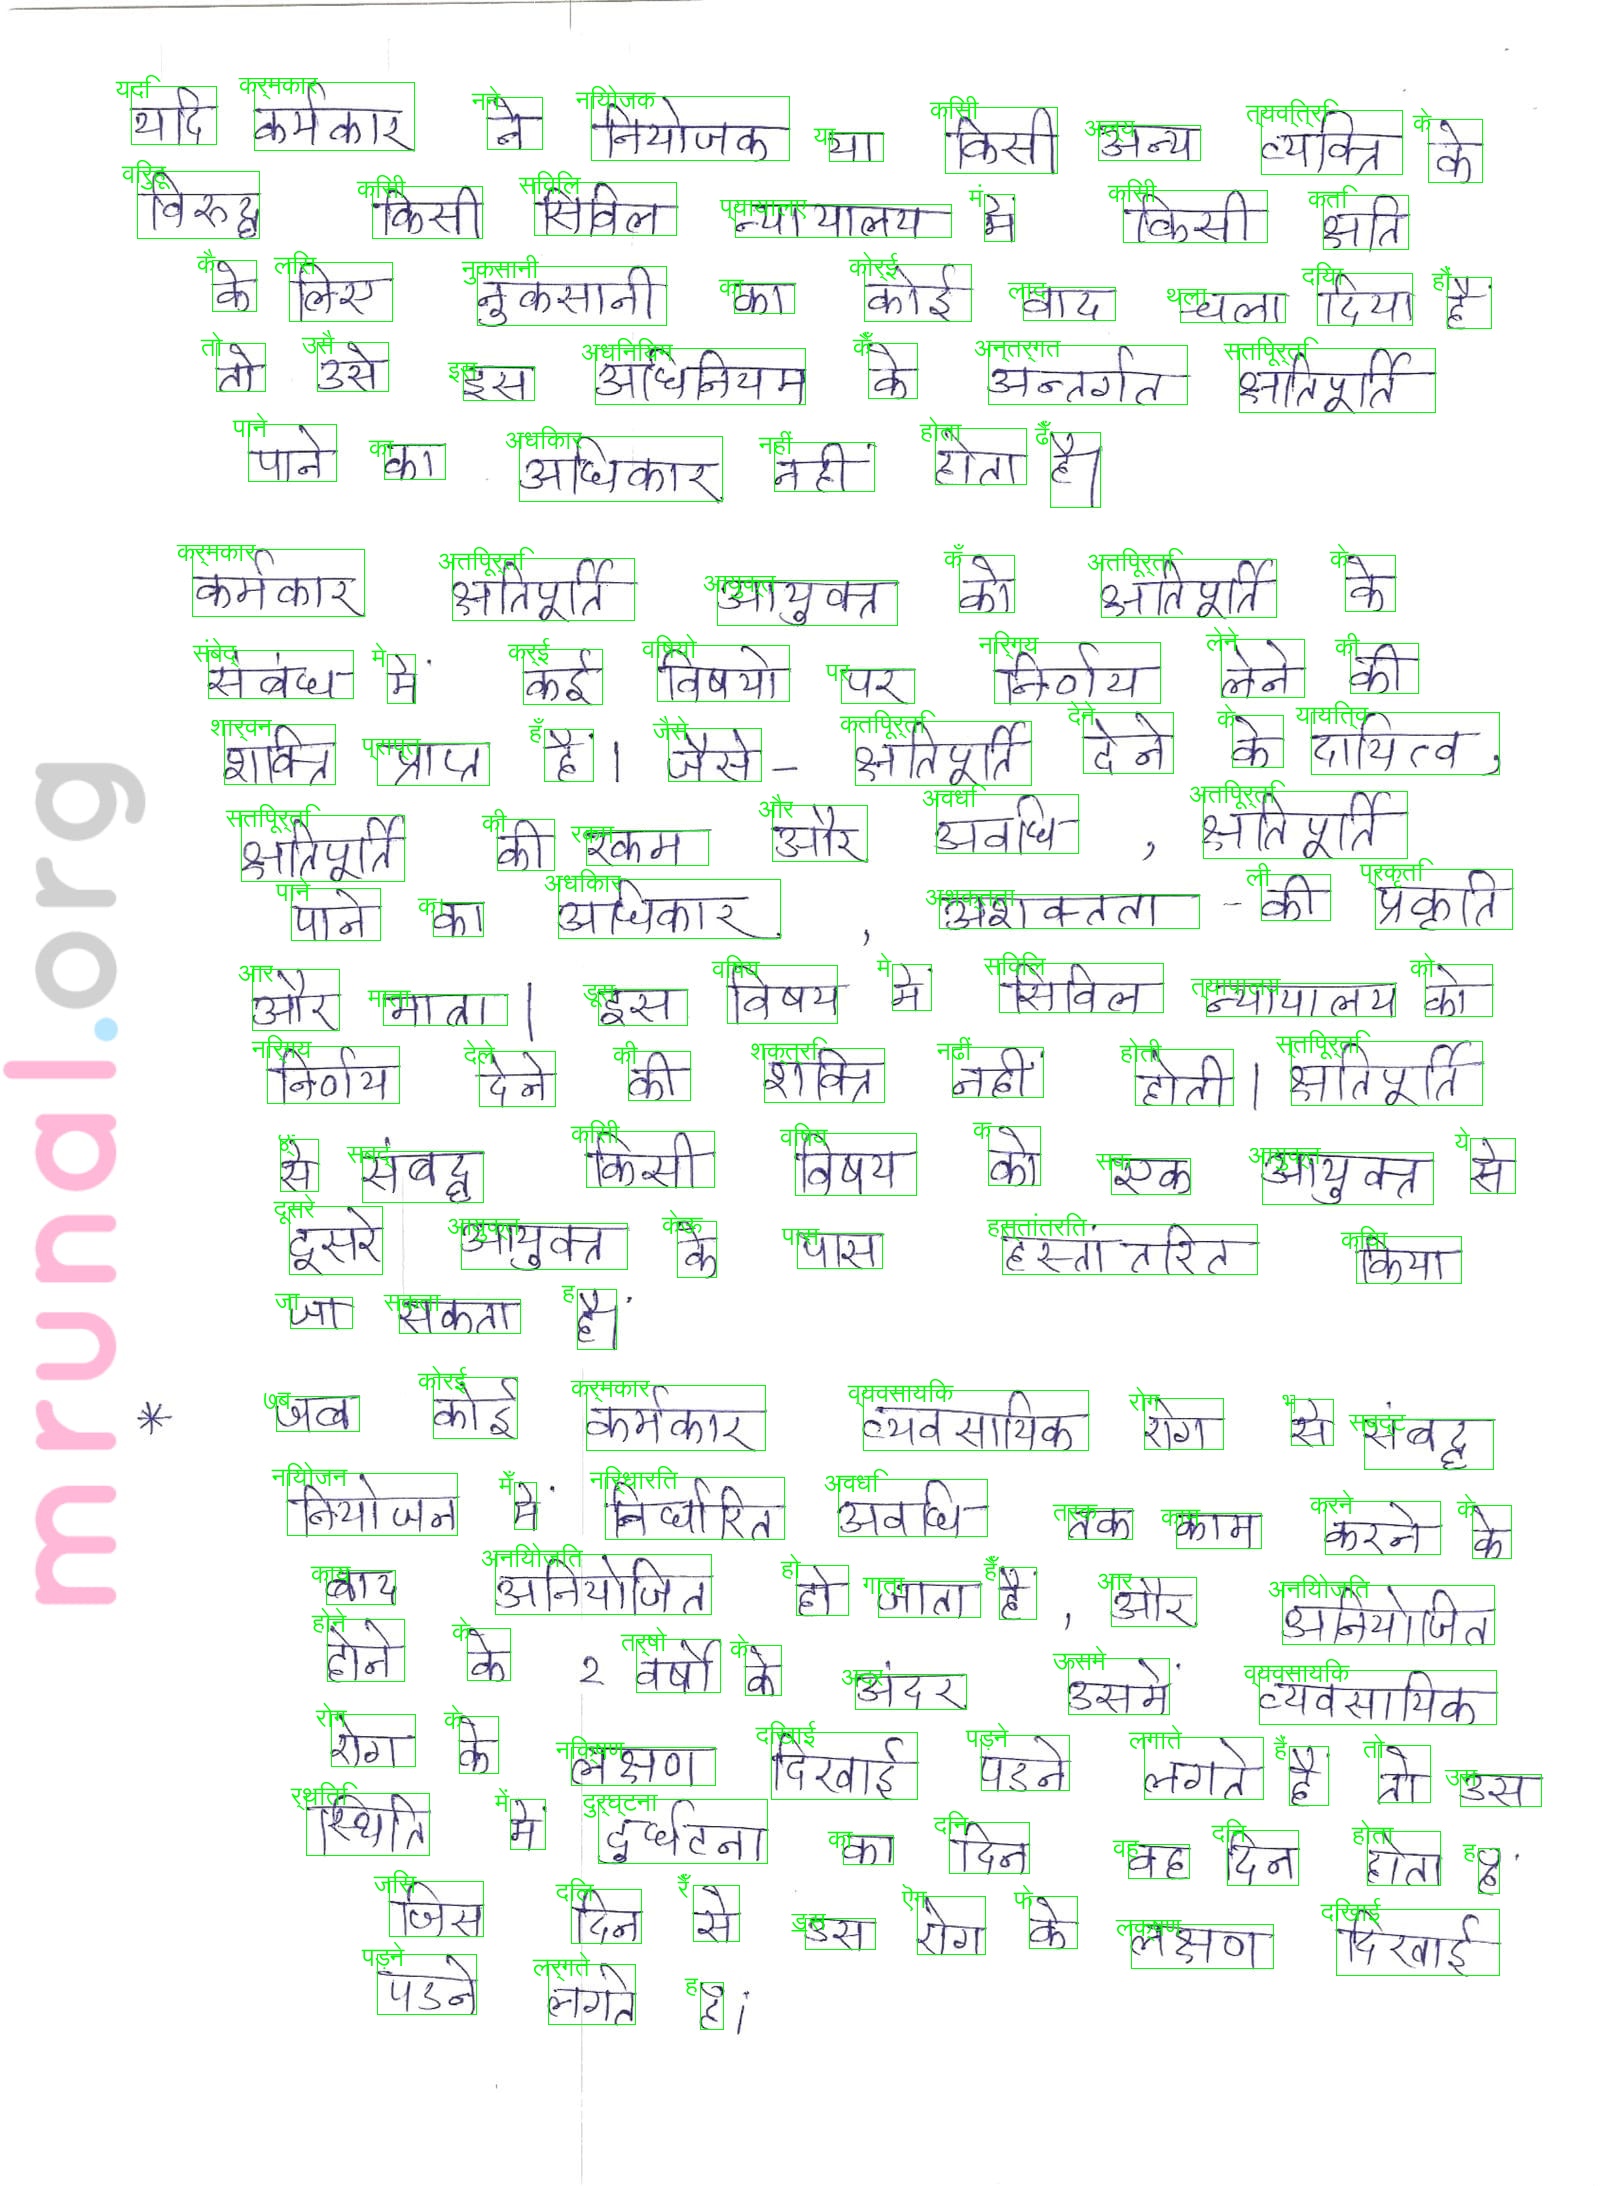 यदि कर्मकार ने नियोजक या किसी अन्य व्यक्ति के
विरुद्ध किसी सिविल न्यायालय में किसी क्षति
के लिए नुकसानी का कोई वाद चला दिया है
तो उसे इस अधिनियम के अन्तर्गत क्षतिपूर्ति
पाने का अधिकार नहीं होता है।
कर्मकार क्षतिपूर्ति आयुक्त को क्षतिपूर्ति के
संबंध में कई विषयो पर निर्णय लेने की
शक्ति प्राप्त हैं। जैसे - क्षतिपूर्ति देने के दायित्व,
क्षतिपूर्ति की रकम और अवधि , क्षतिपूर्ति
पाने का अधिकार , अशक्तता - की प्रकृति
और मात्रा। इस विषय में सिविल न्यायालय को
निर्णय देने की शक्ति नहीं होती। क्षतिपूर्ति
से संबद्ध किसी विषय को एक आयुक्त से
दूसरे आयुक्त के पास हस्तांतरित किया
जा सकता है।
* जब कोई कर्मकार व्यवसायिक रोग से संबद्ध
नियोजन में निर्धारित अवधि तक काम करने के
बाद अनियोजित हो जाता है , और अनियोजित
होने के २ वर्षो के अंदर उसमें व्यवसायिक
रोग के लक्षण दिखाई पडने लगते है तो उस
स्थिति में दुर्घटना का दिन वह दिन होता है
जिस दिन से उस रोग के लक्षण दिखाई
पडने लगते है।
mrunal.org